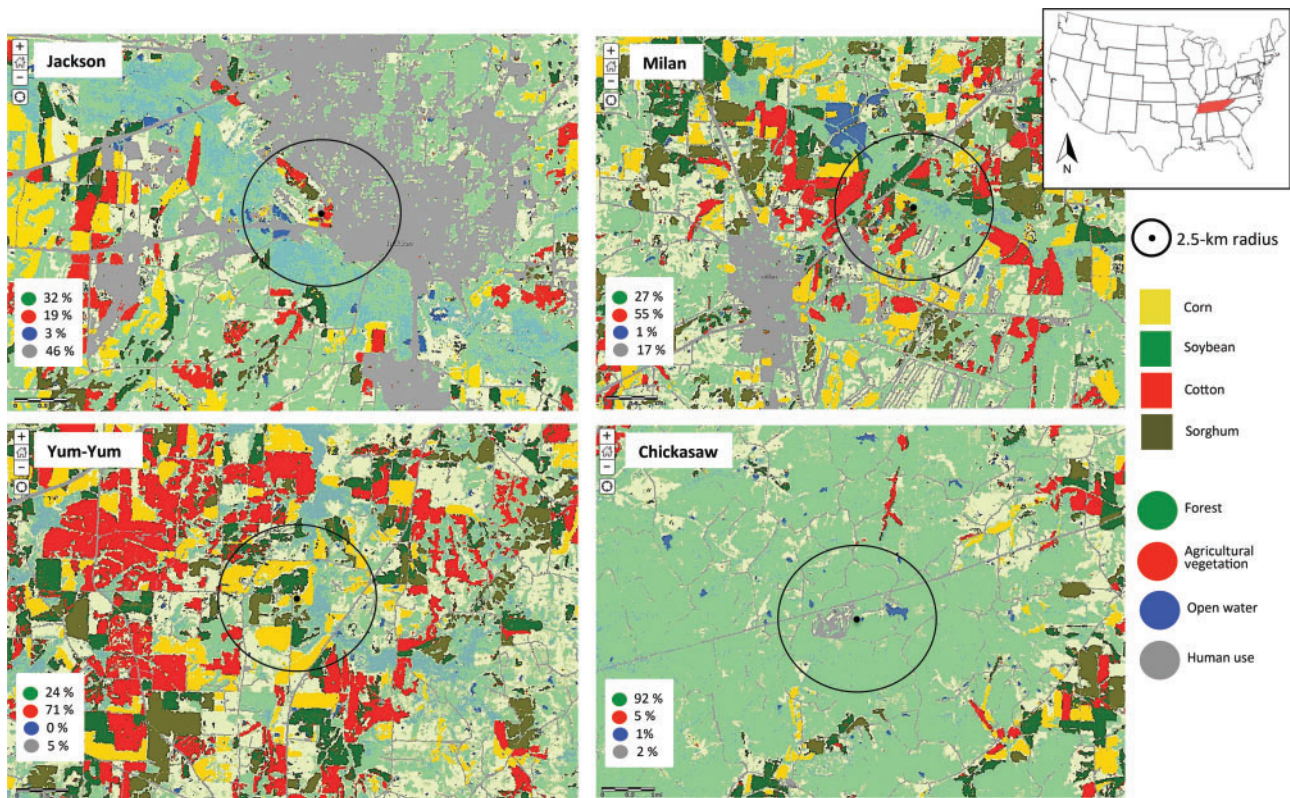 +
−
Jackson
32 %
19 %
3 %
46 %
+
−
Milan
27 %
55 %
1 %
17 %
+
−
Yum-Yum
24 %
71 %
0 %
5 %
+
−
Chickasaw
92 %
5 %
1%
2 %
N
2.5-km radius
Corn
Soybean
Cotton
Sorghum
Forest
Agricultural
vegetation
Open water
Human use